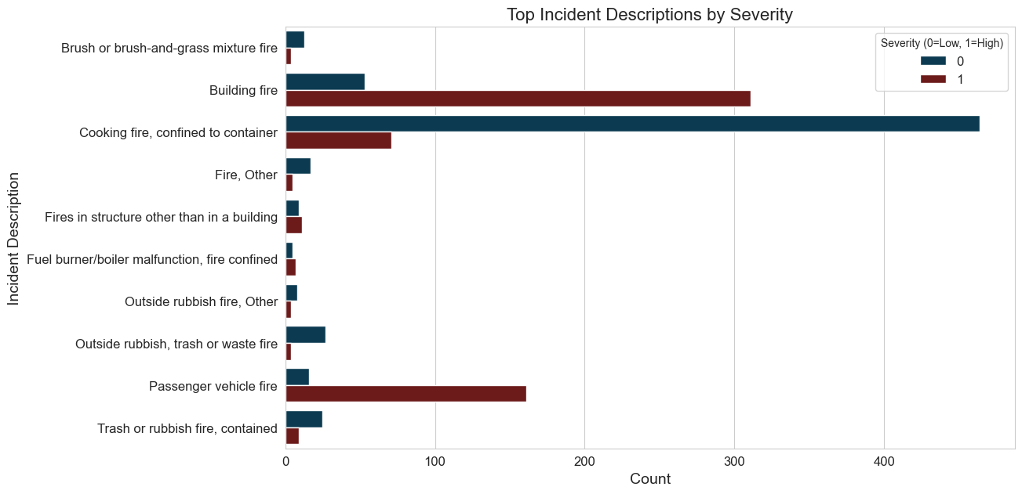 Top Incident Descriptions by Severity
Severity (0=Low, 1=High)
0
1
Incident Description
Brush or brush-and-grass mixture fire
Building fire
Cooking fire, confined to container
Fire, Other
Fires in structure other than in a building
Fuel burner/boiler malfunction, fire confined
Outside rubbish fire, Other
Outside rubbish, trash or waste fire
Passenger vehicle fire
Trash or rubbish fire, contained
0 100 200 300 400
Count